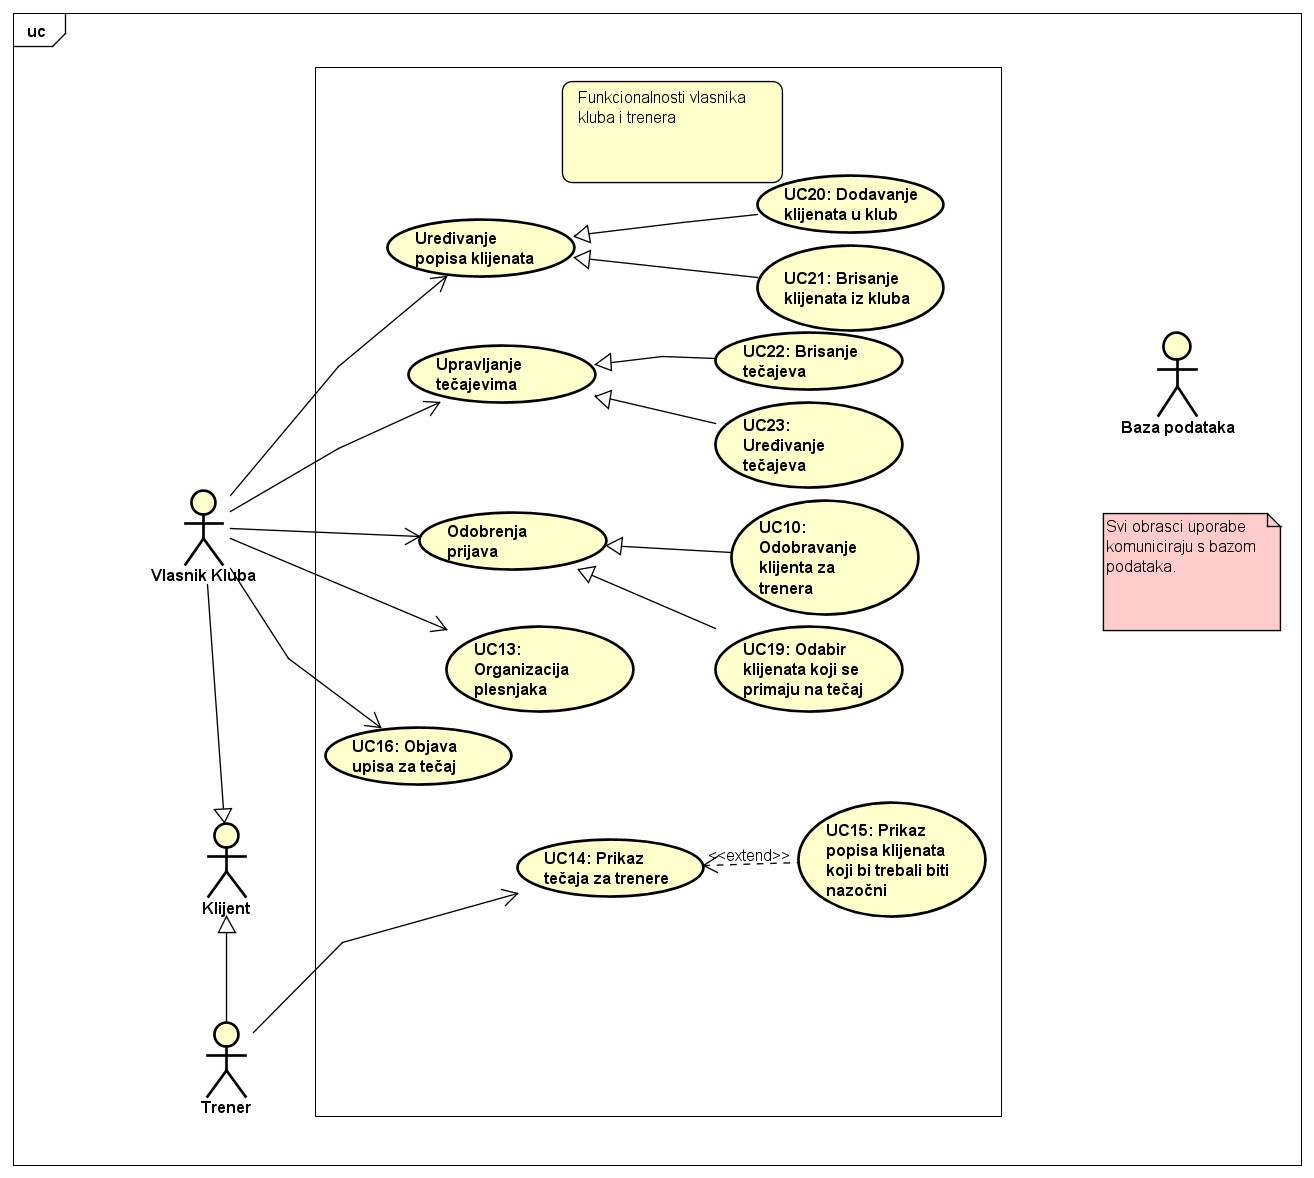 uc
Funkcionalnosti vlasnika
kluba i trenera
UC20: Dodavanje
klijenata u klub
Uređivanje
popisa klijenata
UC21: Brisanje
klijenata iz kluba
UC22: Brisanje
tečajeva
Upravljanje
tečajevima
UC23:
Uređivanje
tečajeva
Baza podataka
Svi obrasci uporabe
komuniciraju s bazom
podataka.
Odobrenja
prijava
UC10:
Odobravanje
klijenta za
trenera
Vlasnik Kluba
UC13:
Organizacija
plesnjaka
UC19: Odabir
klijenata koji se
primaju na tečaj
UC16: Objava
upisa za tečaj
UC14: Prikaz
tečaja za trenere
<<extend>>
UC15: Prikaz
popisa klijenata
koji bi trebali biti
nazočni
Klijent
Trener